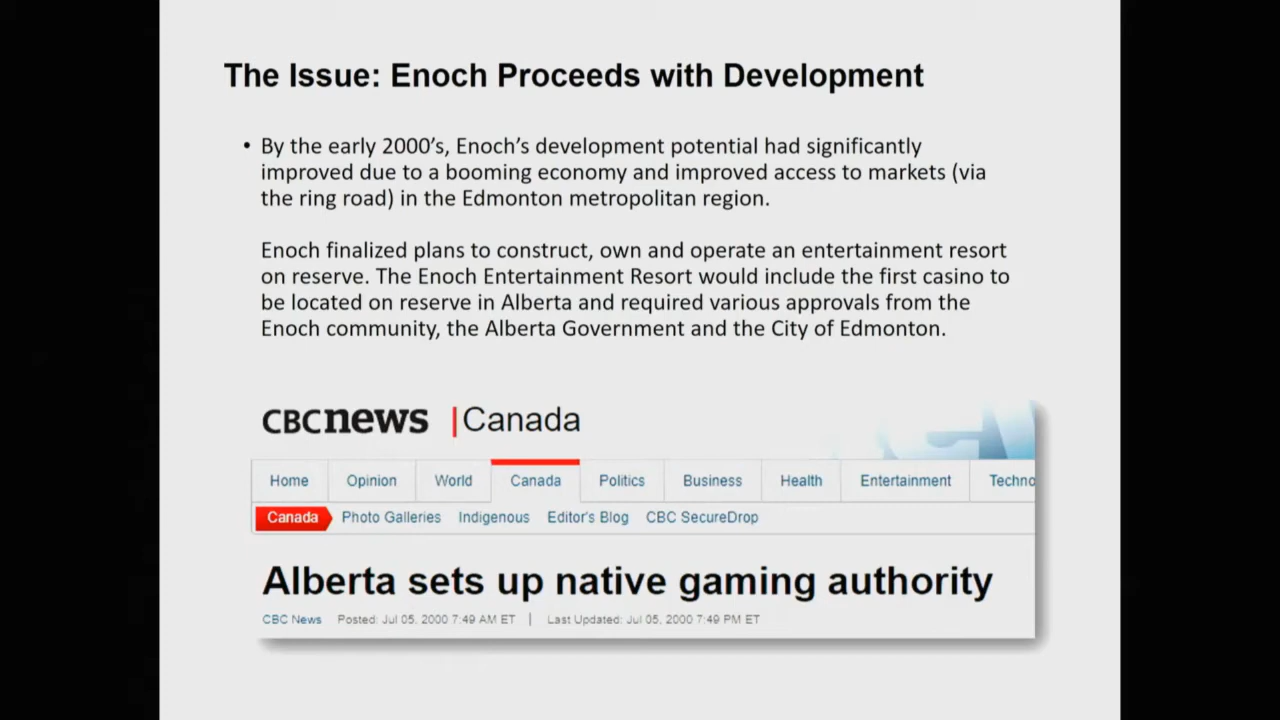 The Issue: Enoch Proceeds with Development
• By the early 2000's, Enoch's development potential had significantly
improved due to a booming economy and improved access to markets (via
the ring road) in the Edmonton metropolitan region.
Enoch finalized plans to construct, own and operate an entertainment resort
on reserve. The Enoch Entertainment Resort would include the first casino to
be located on reserve in Alberta and required various approvals from the
Enoch community, the Alberta Government and the City of Edmonton.
CBCnews | Canada
Home Opinion World Canada Politics Business Health Entertainment Techno
Canada Photo Galleries Indigenous Editor's Blog CBC SecureDrop
Alberta sets up native gaming authority
CBC News Posted: Jul 05, 2000 7:49 AM ET | Last Updated: Jul 05, 2000 7:49 PM ET